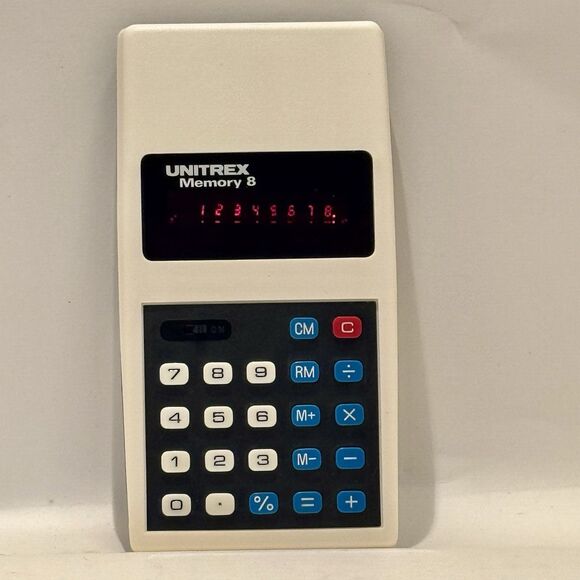 UNITREX
Memory 8
12345678.
ON
CM C
7 8 9 RM ÷
4 5 6 M+ ×
1 2 3 M- −
0 . % = +